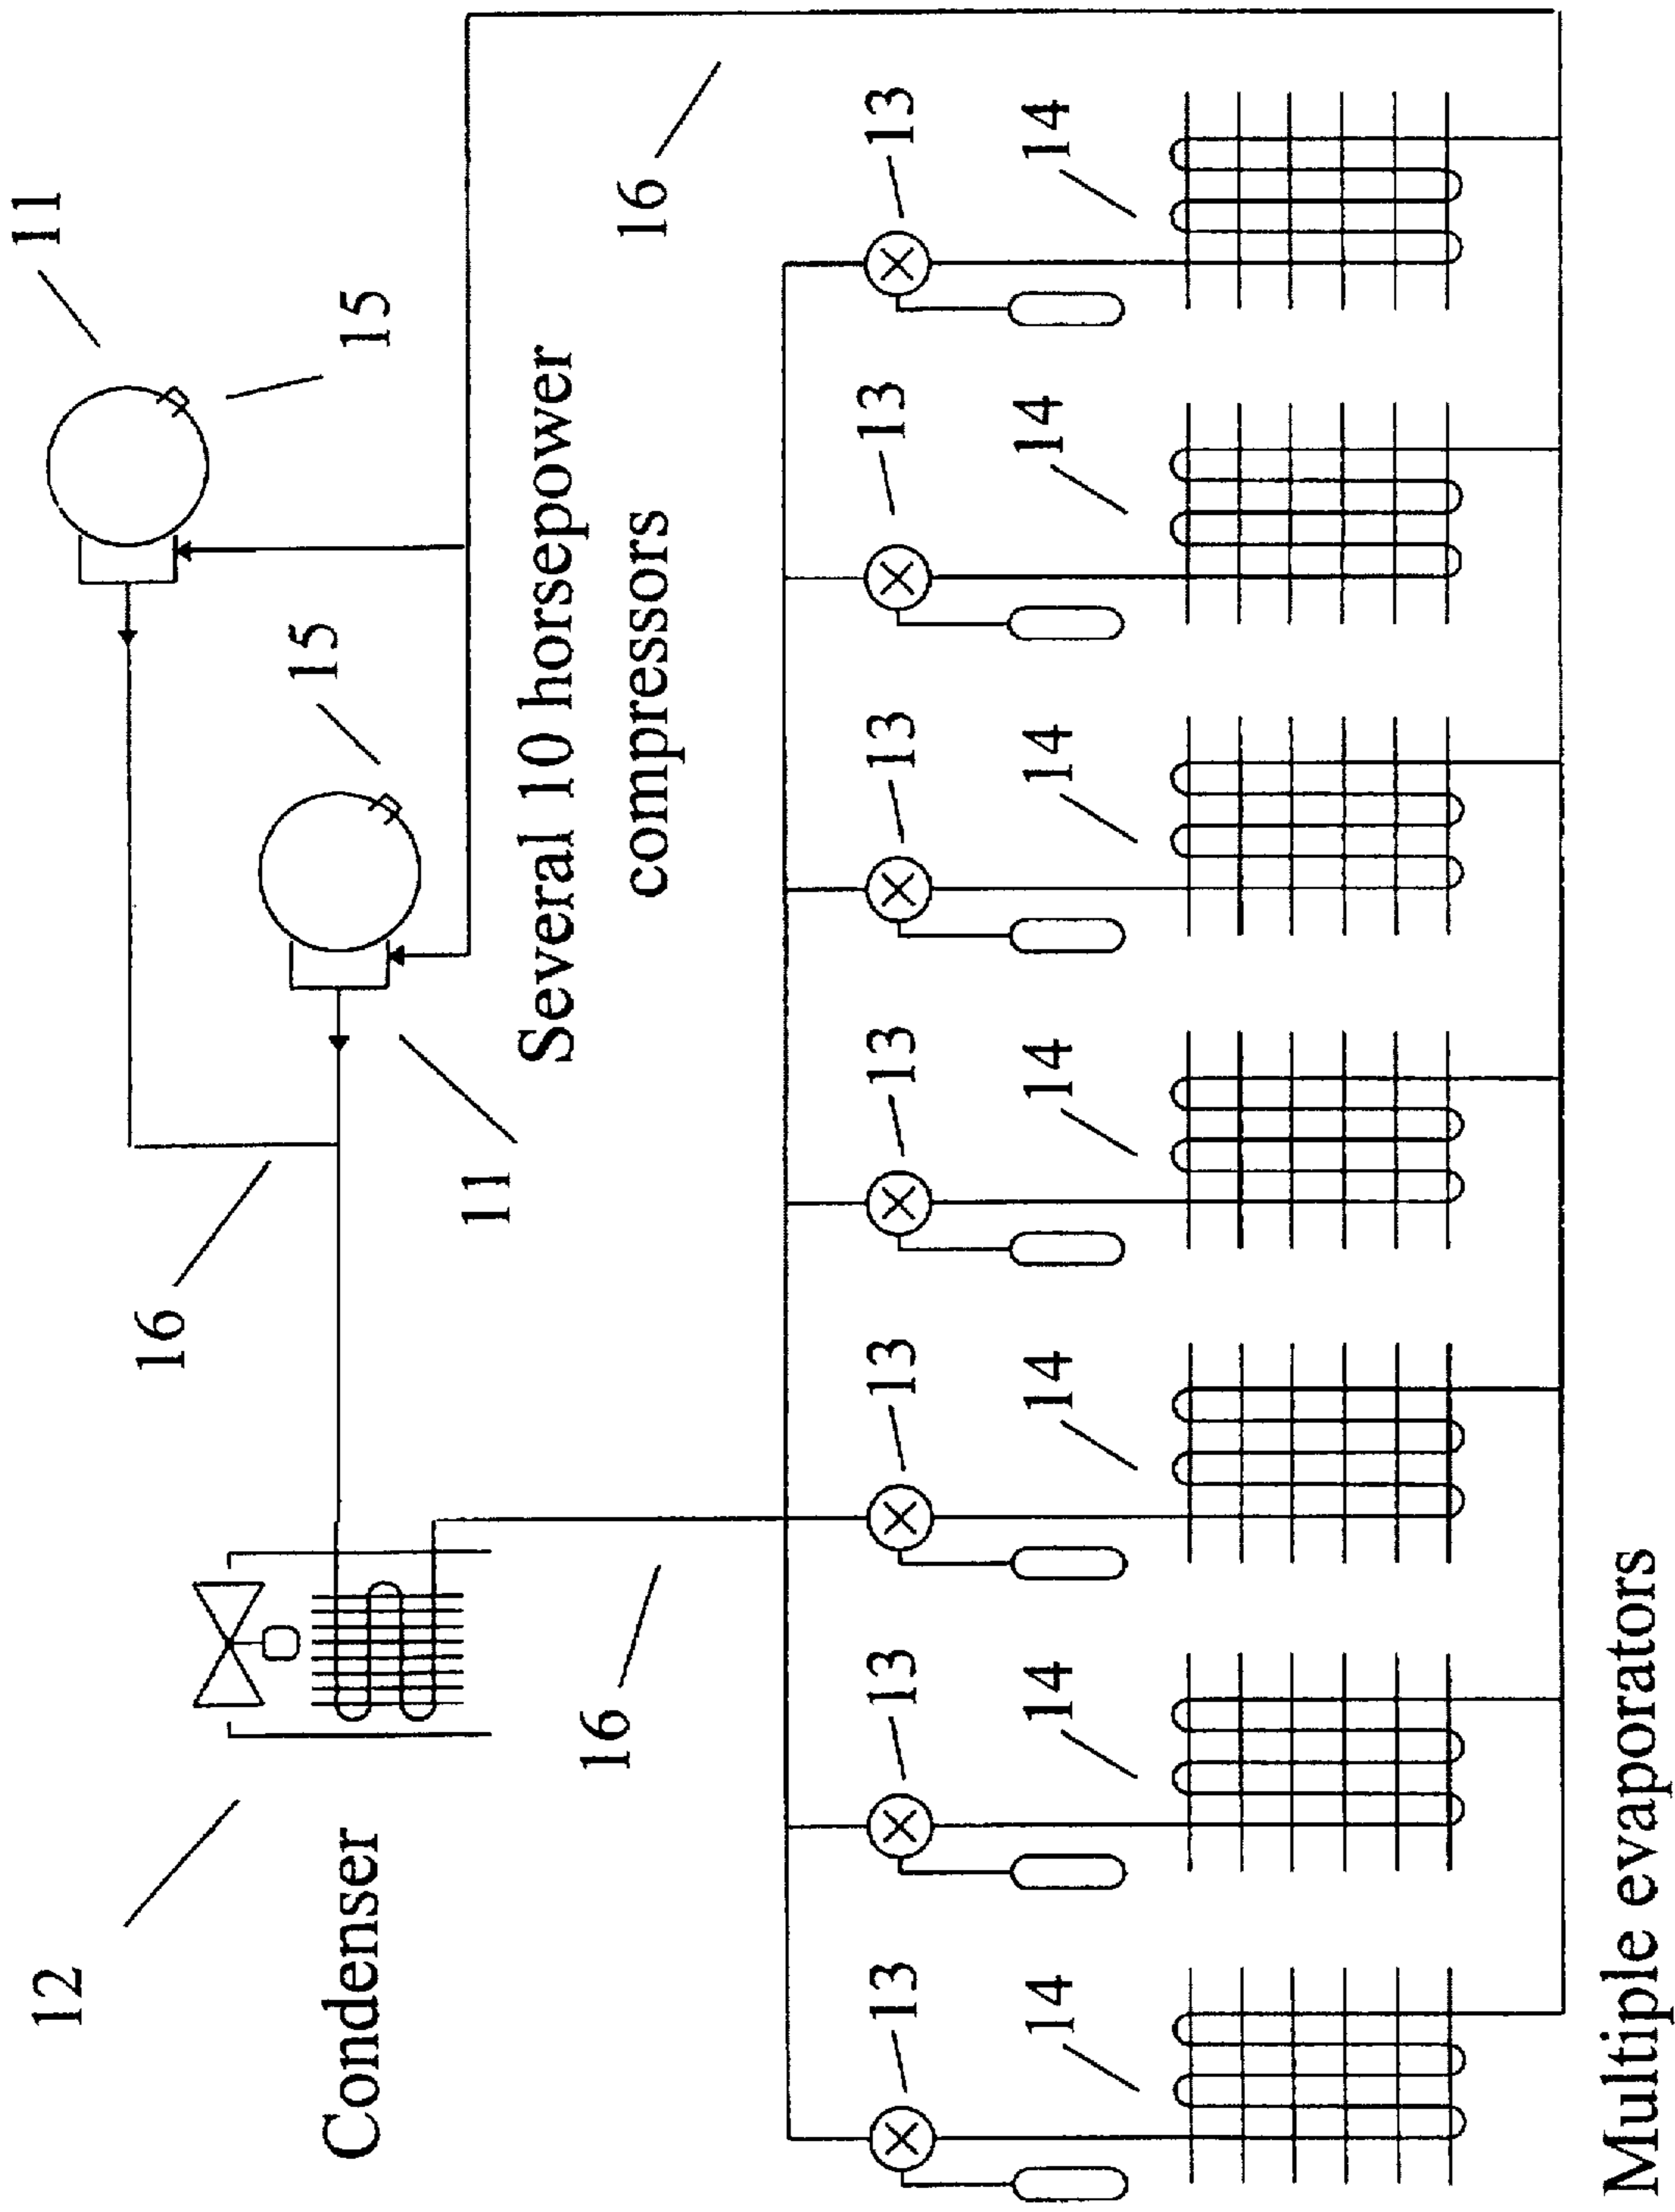 12
11
16
15
15
Condenser
11
Several 10 horsepower
compressors
16
16
13 13 13 13 13 13 13
14 14 14 14 14 14 14
Multiple evaporators